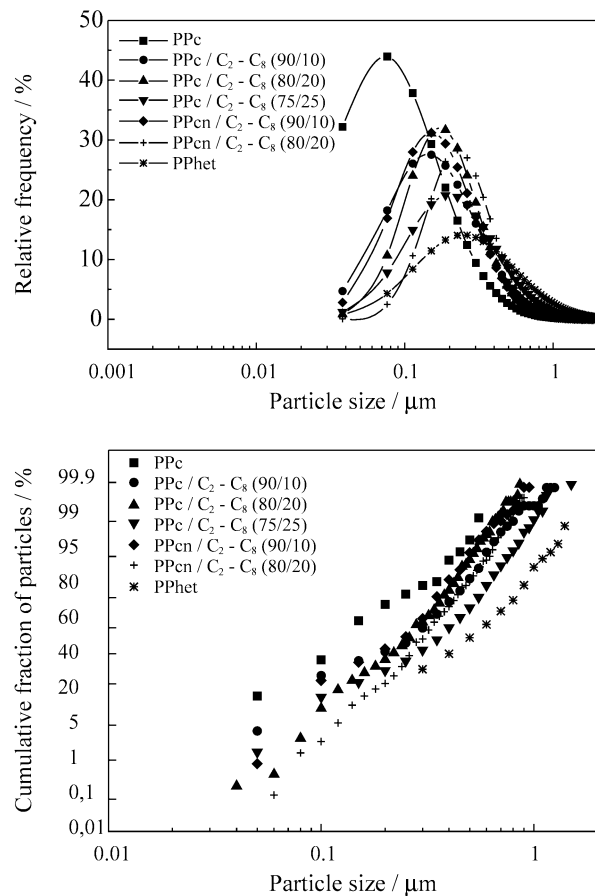 50
40
30
20
10
0
Relative frequency / %
PPc
PPc / C₂ - C₈ (90/10)
PPc / C₂ - C₈ (80/20)
PPc / C₂ - C₈ (75/25)
PPcn / C₂ - C₈ (90/10)
PPcn / C₂ - C₈ (80/20)
PPhet
0.001
0.01
0.1
1
Particle size / μm
99.9
99
95
80
60
40
20
5
1
0,1
0,01
Cumulative fraction of particles / %
PPc
PPc / C₂ - C₈ (90/10)
PPc / C₂ - C₈ (80/20)
PPc / C₂ - C₈ (75/25)
PPcn / C₂ - C₈ (90/10)
PPcn / C₂ - C₈ (80/20)
PPhet
0.01
0.1
1
Particle size / μm